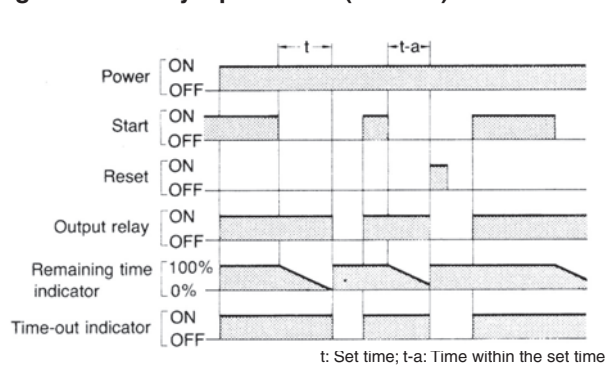 t
t-a
Power ON
OFF
Start ON
OFF
Reset ON
OFF
Output relay ON
OFF
Remaining time 100%
indicator 0%
Time-out indicator ON
OFF
t: Set time; t-a: Time within the set time